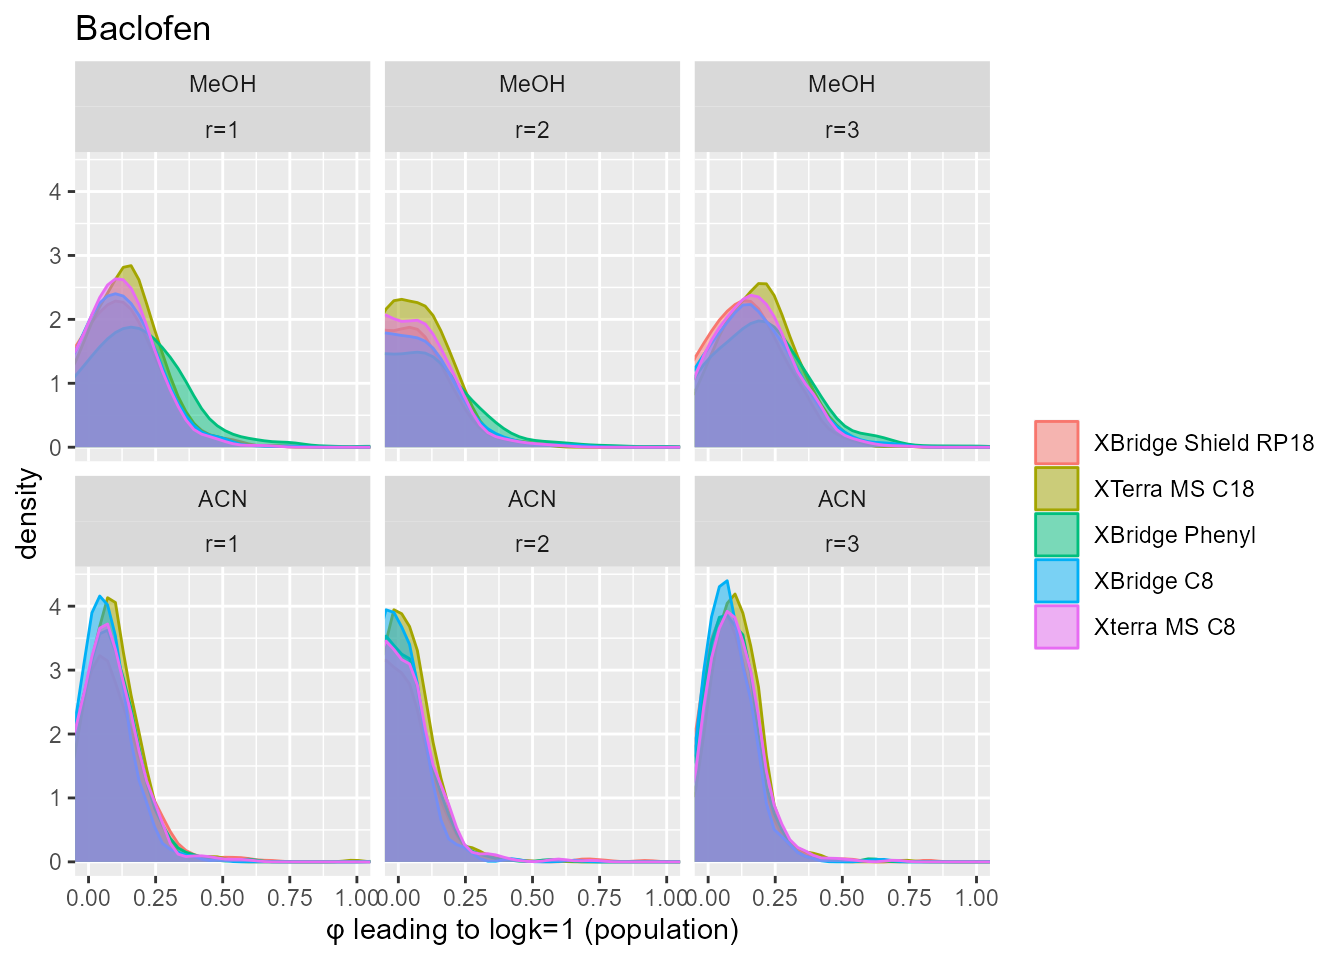 Baclofen
MeOH
MeOH
MeOH
r=1
r=2
r=3
4
3
2
1
0
ACN
ACN
ACN
r=1
r=2
r=3
4
3
2
1
0
density
0.00 0.25 0.50 0.75 1.00
0.00 0.25 0.50 0.75 1.00
0.00 0.25 0.50 0.75 1.00
φ leading to logk=1 (population)
XBridge Shield RP18
XTerra MS C18
XBridge Phenyl
XBridge C8
Xterra MS C8